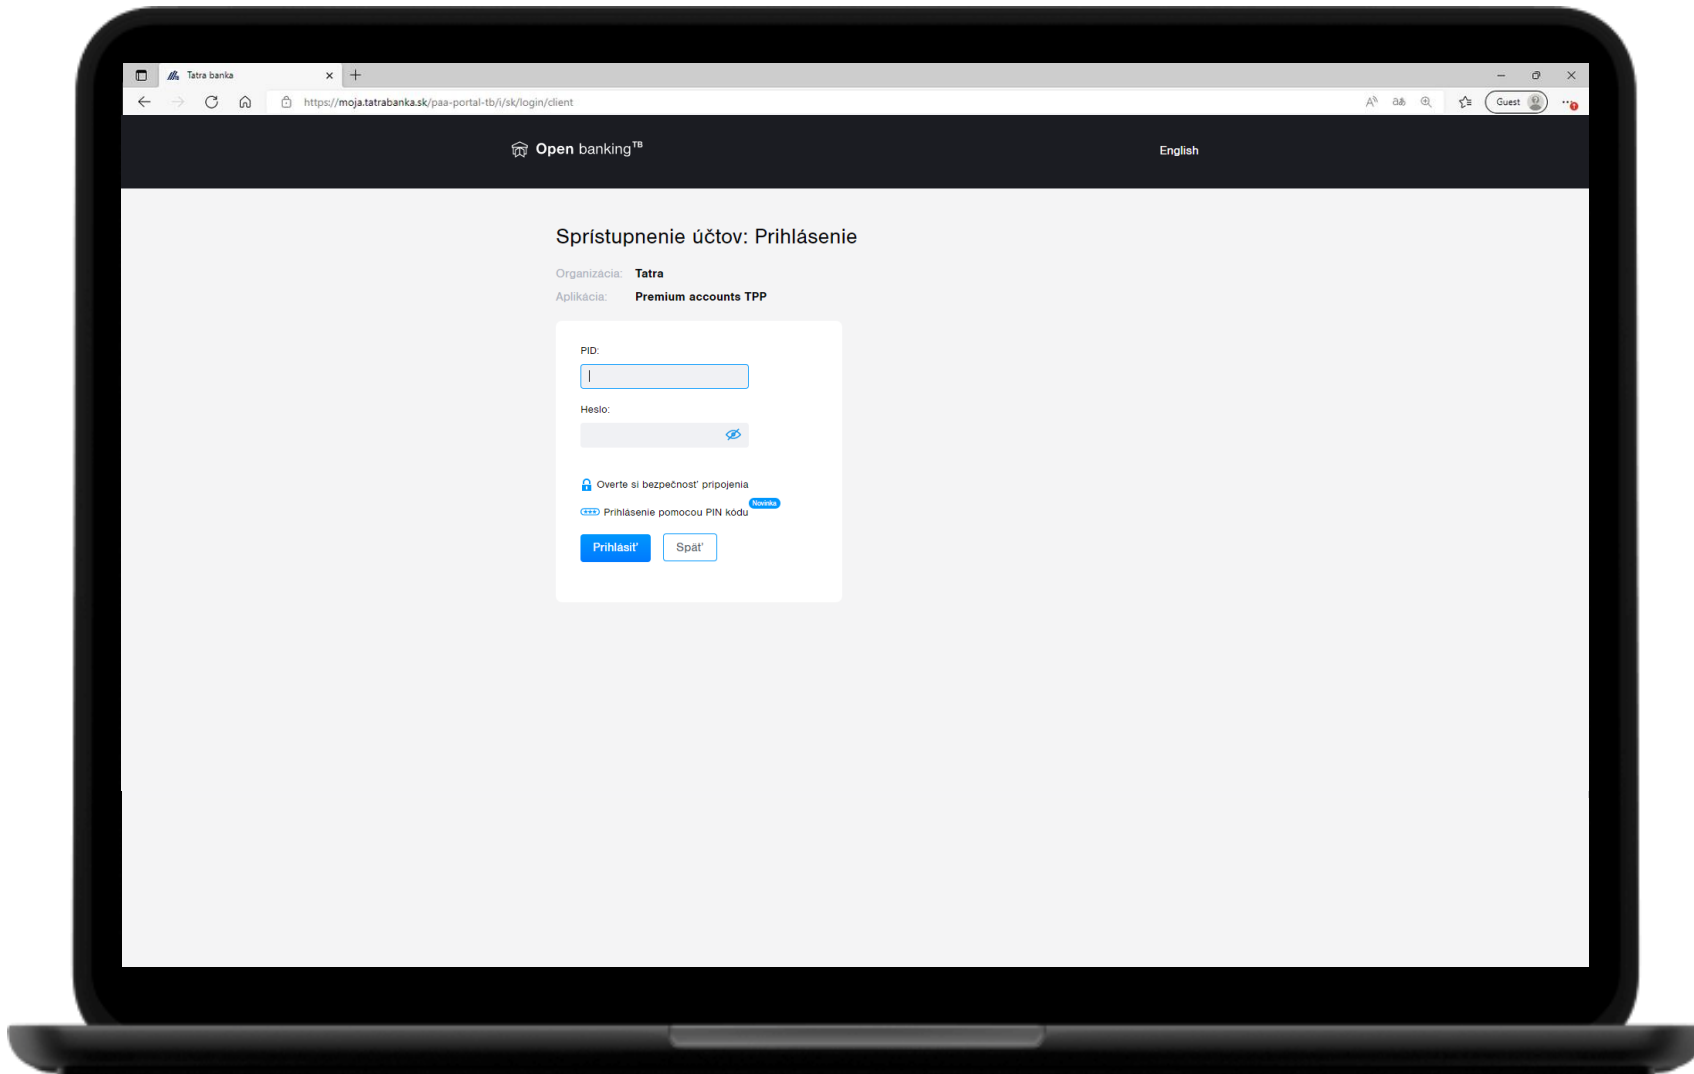 Tatra banka
https://moja.tatrabanka.sk/paa-portal-tb/i/sk/login/client
Guest
Open banking TB
English
Sprístupnenie účtov: Prihlásenie
Organizácia: Tatra
Aplikácia: Premium accounts TPP
PID:
Heslo:
Overte si bezpečnosť pripojenia
Prihlásenie pomocou PIN kódu Novinka
Prihlásiť Späť